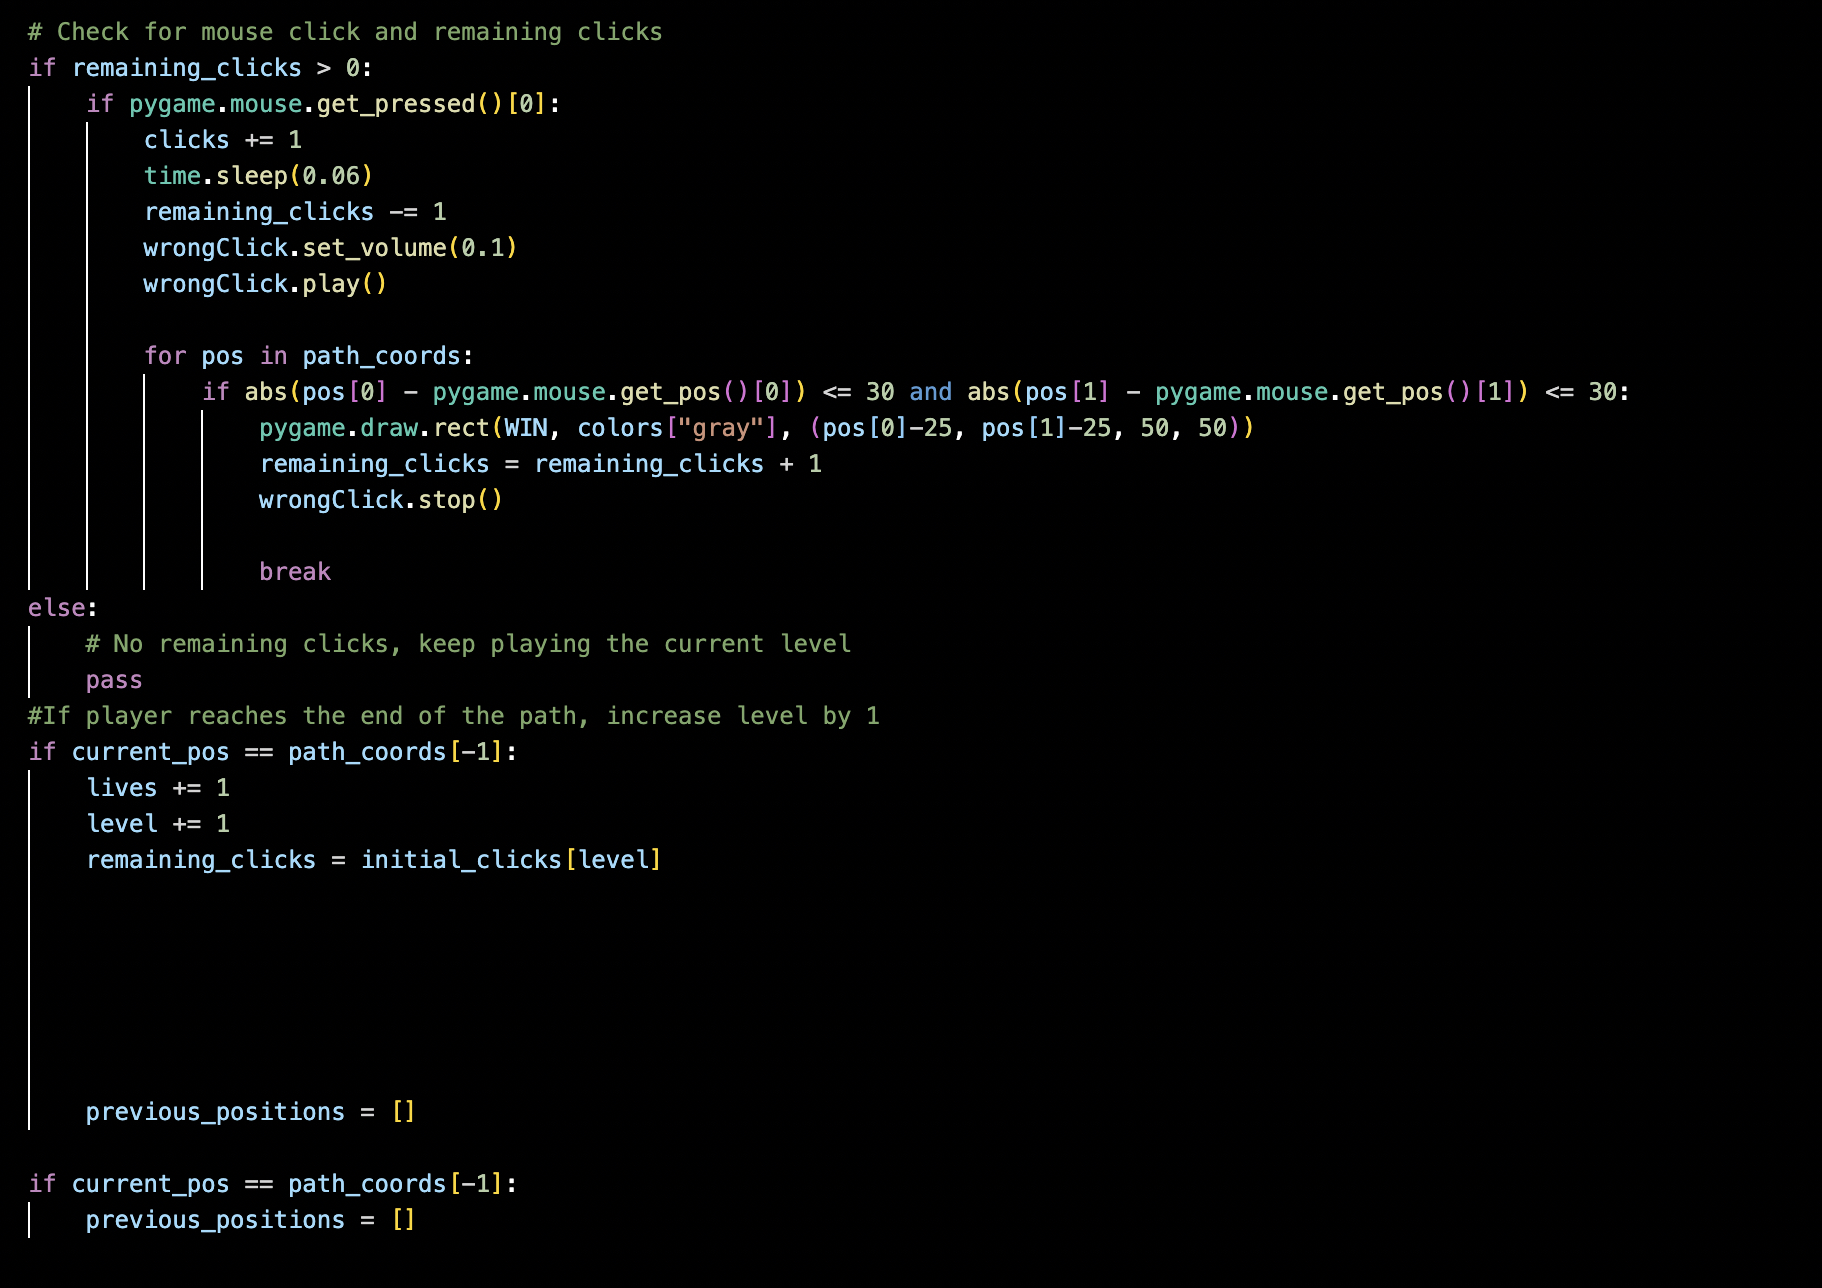 # Check for mouse click and remaining clicks
if remaining_clicks > 0:
    if pygame.mouse.get_pressed()[0]:
        clicks += 1
        time.sleep(0.06)
        remaining_clicks -= 1
        wrongClick.set_volume(0.1)
        wrongClick.play()

        for pos in path_coords:
            if abs(pos[0] - pygame.mouse.get_pos()[0]) <= 30 and abs(pos[1] - pygame.mouse.get_pos()[1]) <= 30:
                pygame.draw.rect(WIN, colors["gray"], (pos[0]-25, pos[1]-25, 50, 50))
                remaining_clicks = remaining_clicks + 1
                wrongClick.stop()

                break
else:
    # No remaining clicks, keep playing the current level
    pass
#If player reaches the end of the path, increase level by 1
if current_pos == path_coords[-1]:
    lives += 1
    level += 1
    remaining_clicks = initial_clicks[level]

    previous_positions = []

if current_pos == path_coords[-1]:
    previous_positions = []